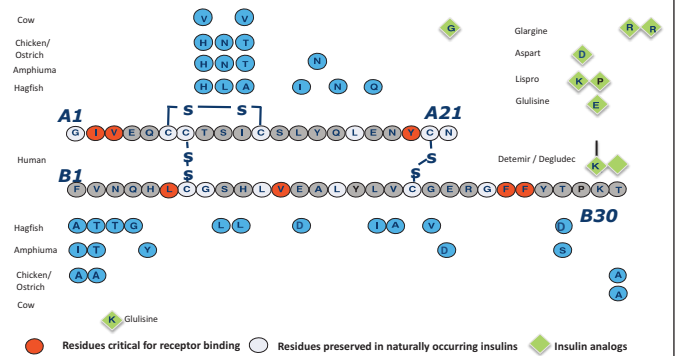 Cow V V G Glargine R R
Chicken/
Ostrich H N T Aspart D
Amphiuma H N T N Lispro K P
Hagfish H L A I N Q Glulisine E
A1 S S A21
G I V E Q C C T S I C S L Y Q L E N Y C N
Human S S Detemir / Degludec K
B1 S S
F V N Q H L C G S H L V E A L Y L V C G E R G F F Y T P K T
B30
Hagfish A T T G L L D I A V D
Amphiuma I T Y D S
Chicken/
Ostrich A A A
Cow A
K Glulisine
Residues critical for receptor binding Residues preserved in naturally occurring insulins Insulin analogs